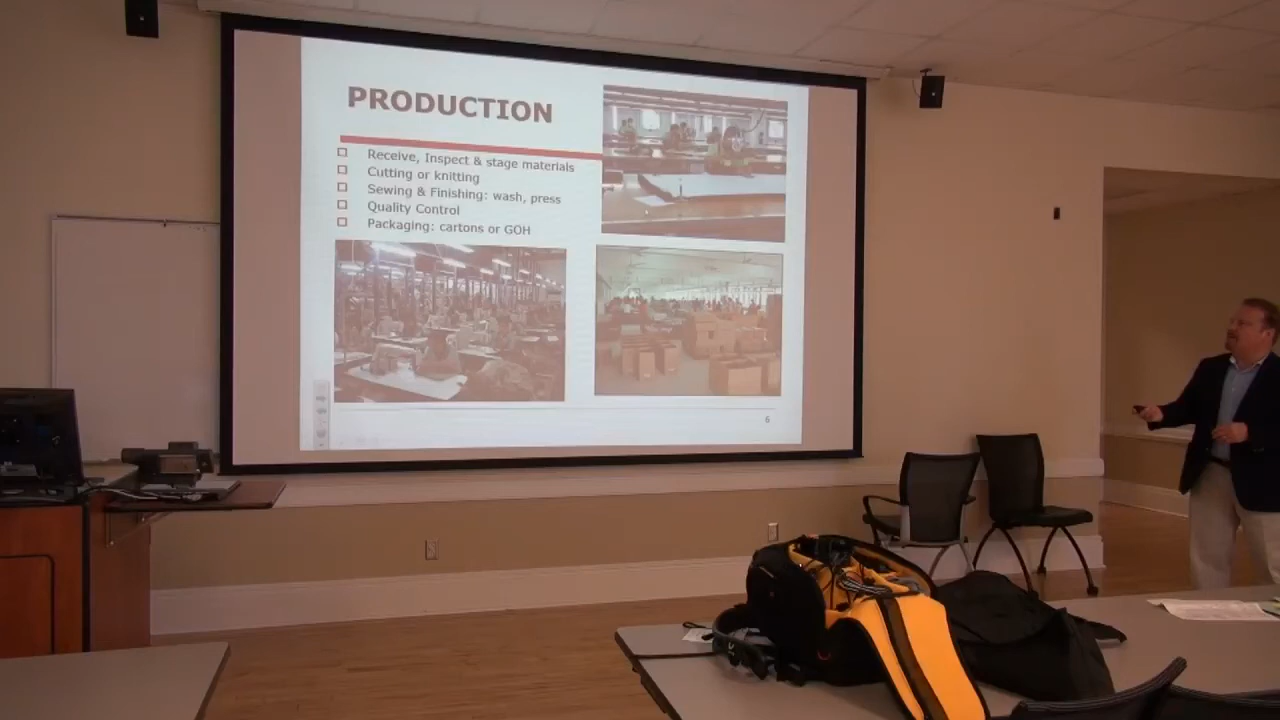 PRODUCTION
Receive, Inspect & stage materials
Cutting or knitting
Sewing & Finishing: wash, press
Quality Control
Packaging: cartons or GOH
6